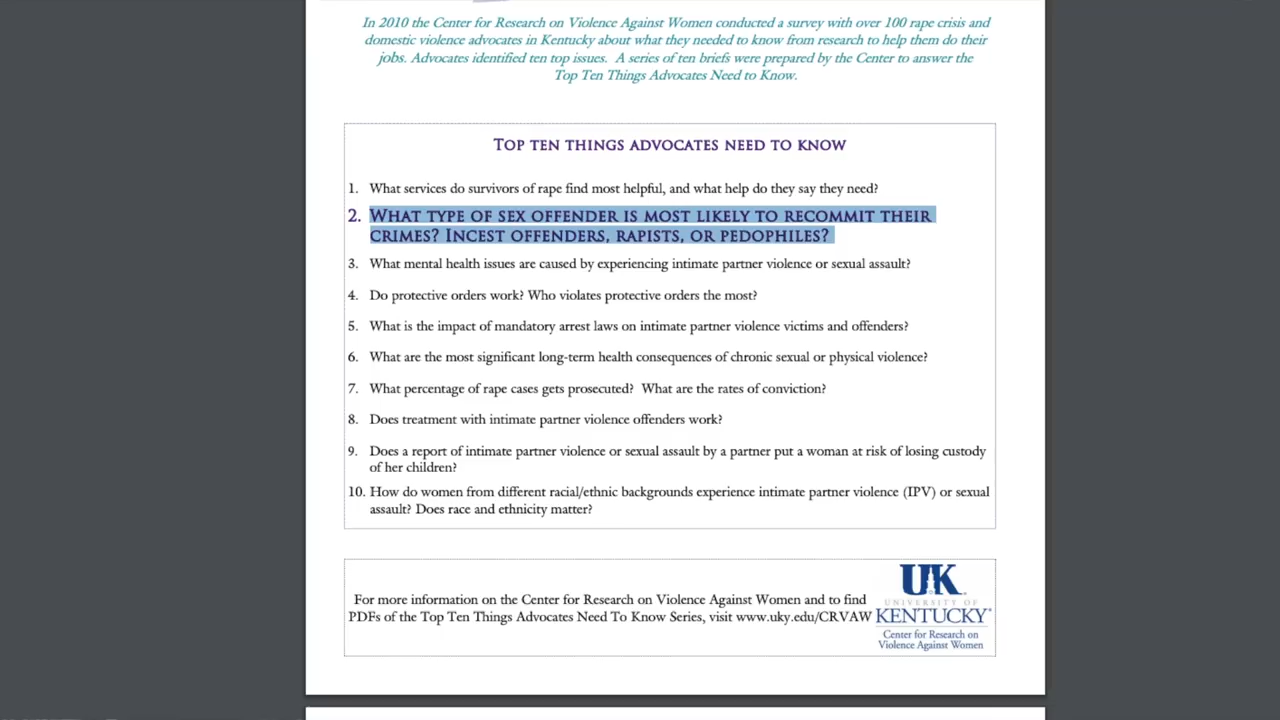 In 2010 the Center for Research on Violence Against Women conducted a survey with over 100 rape crisis and
domestic violence advocates in Kentucky about what they needed to know from research to help them do their
jobs. Advocates identified ten top issues.  A series of ten briefs were prepared by the Center to answer the
Top Ten Things Advocates Need to Know.
TOP TEN THINGS ADVOCATES NEED TO KNOW
1. What services do survivors of rape find most helpful, and what help do they say they need?
2. WHAT TYPE OF SEX OFFENDER IS MOST LIKELY TO RECOMMIT THEIR
CRIMES? INCEST OFFENDERS, RAPISTS, OR PEDOPHILES?
3. What mental health issues are caused by experiencing intimate partner violence or sexual assault?
4. Do protective orders work? Who violates protective orders the most?
5. What is the impact of mandatory arrest laws on intimate partner violence victims and offenders?
6. What are the most significant long-term health consequences of chronic sexual or physical violence?
7. What percentage of rape cases gets prosecuted?  What are the rates of conviction?
8. Does treatment with intimate partner violence offenders work?
9. Does a report of intimate partner violence or sexual assault by a partner put a woman at risk of losing custody
of her children?
10. How do women from different racial/ethnic backgrounds experience intimate partner violence (IPV) or sexual
assault? Does race and ethnicity matter?
For more information on the Center for Research on Violence Against Women and to find
PDFs of the Top Ten Things Advocates Need To Know Series, visit www.uky.edu/CRVAW
UK
UNIVERSITY OF
KENTUCKY
Center for Research on
Violence Against Women